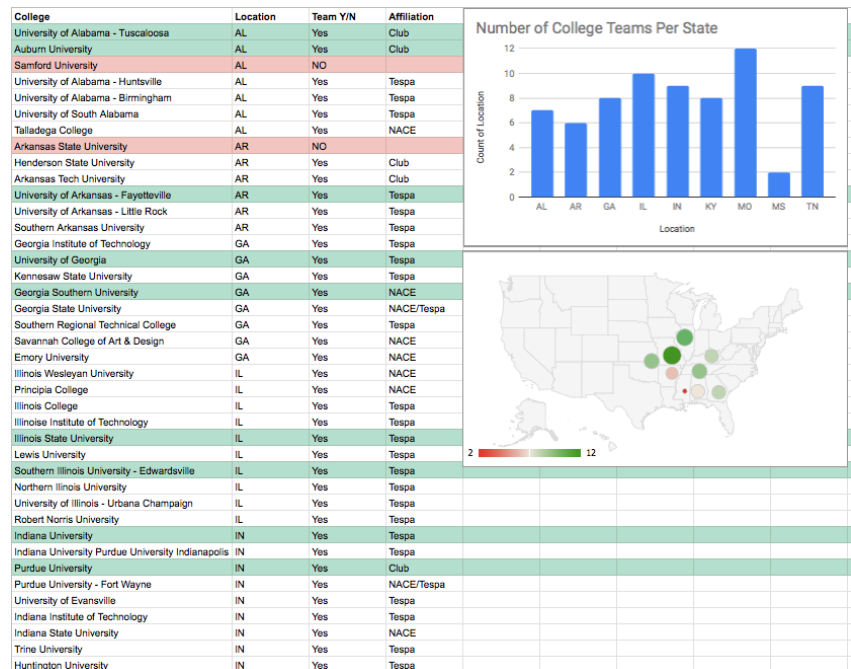 College Location Team Y/N Affiliation
University of Alabama - Tuscaloosa AL Yes Club
Auburn University AL Yes Club
Samford University AL NO
University of Alabama - Huntsville AL Yes Tespa
University of Alabama - Birmingham AL Yes Tespa
University of South Alabama AL Yes Tespa
Talladega College AL Yes NACE
Arkansas State University AR NO
Henderson State University AR Yes Club
Arkansas Tech University AR Yes Club
University of Arkansas - Fayetteville AR Yes Tespa
University of Arkansas - Little Rock AR Yes Tespa
Southern Arkansas University AR Yes Tespa
Georgia Institute of Technology GA Yes Tespa
University of Georgia GA Yes Tespa
Kennesaw State University GA Yes Tespa
Georgia Southern University GA Yes NACE
Georgia State University GA Yes NACE/Tespa
Southern Regional Technical College GA Yes Tespa
Savannah College of Art & Design GA Yes NACE
Emory University GA Yes NACE
Illinois Wesleyan University IL Yes NACE
Principia College IL Yes NACE
Illinois College IL Yes Tespa
Illinoise Institute of Technology IL Yes Tespa
Illinois State University IL Yes Tespa
Lewis University IL Yes Tespa
Southern Illinois University - Edwardsville IL Yes Tespa
Northern Ilinois University IL Yes Tespa
University of Illinois - Urbana Champaign IL Yes Tespa
Robert Norris University IL Yes Tespa
Indiana University IN Yes Tespa
Indiana University Purdue University Indianapolis IN Yes Tespa
Purdue University IN Yes Club
Purdue University - Fort Wayne IN Yes NACE/Tespa
University of Evansville IN Yes Tespa
Indiana Institute of Technology IN Yes Tespa
Indiana State University IN Yes NACE
Trine University IN Yes Tespa
Huntington University IN Yes Tespa
Number of College Teams Per State
Count of Location
12
10
8
6
4
2
0
AL AR GA IL IN KY MO MS TN
Location
2 12